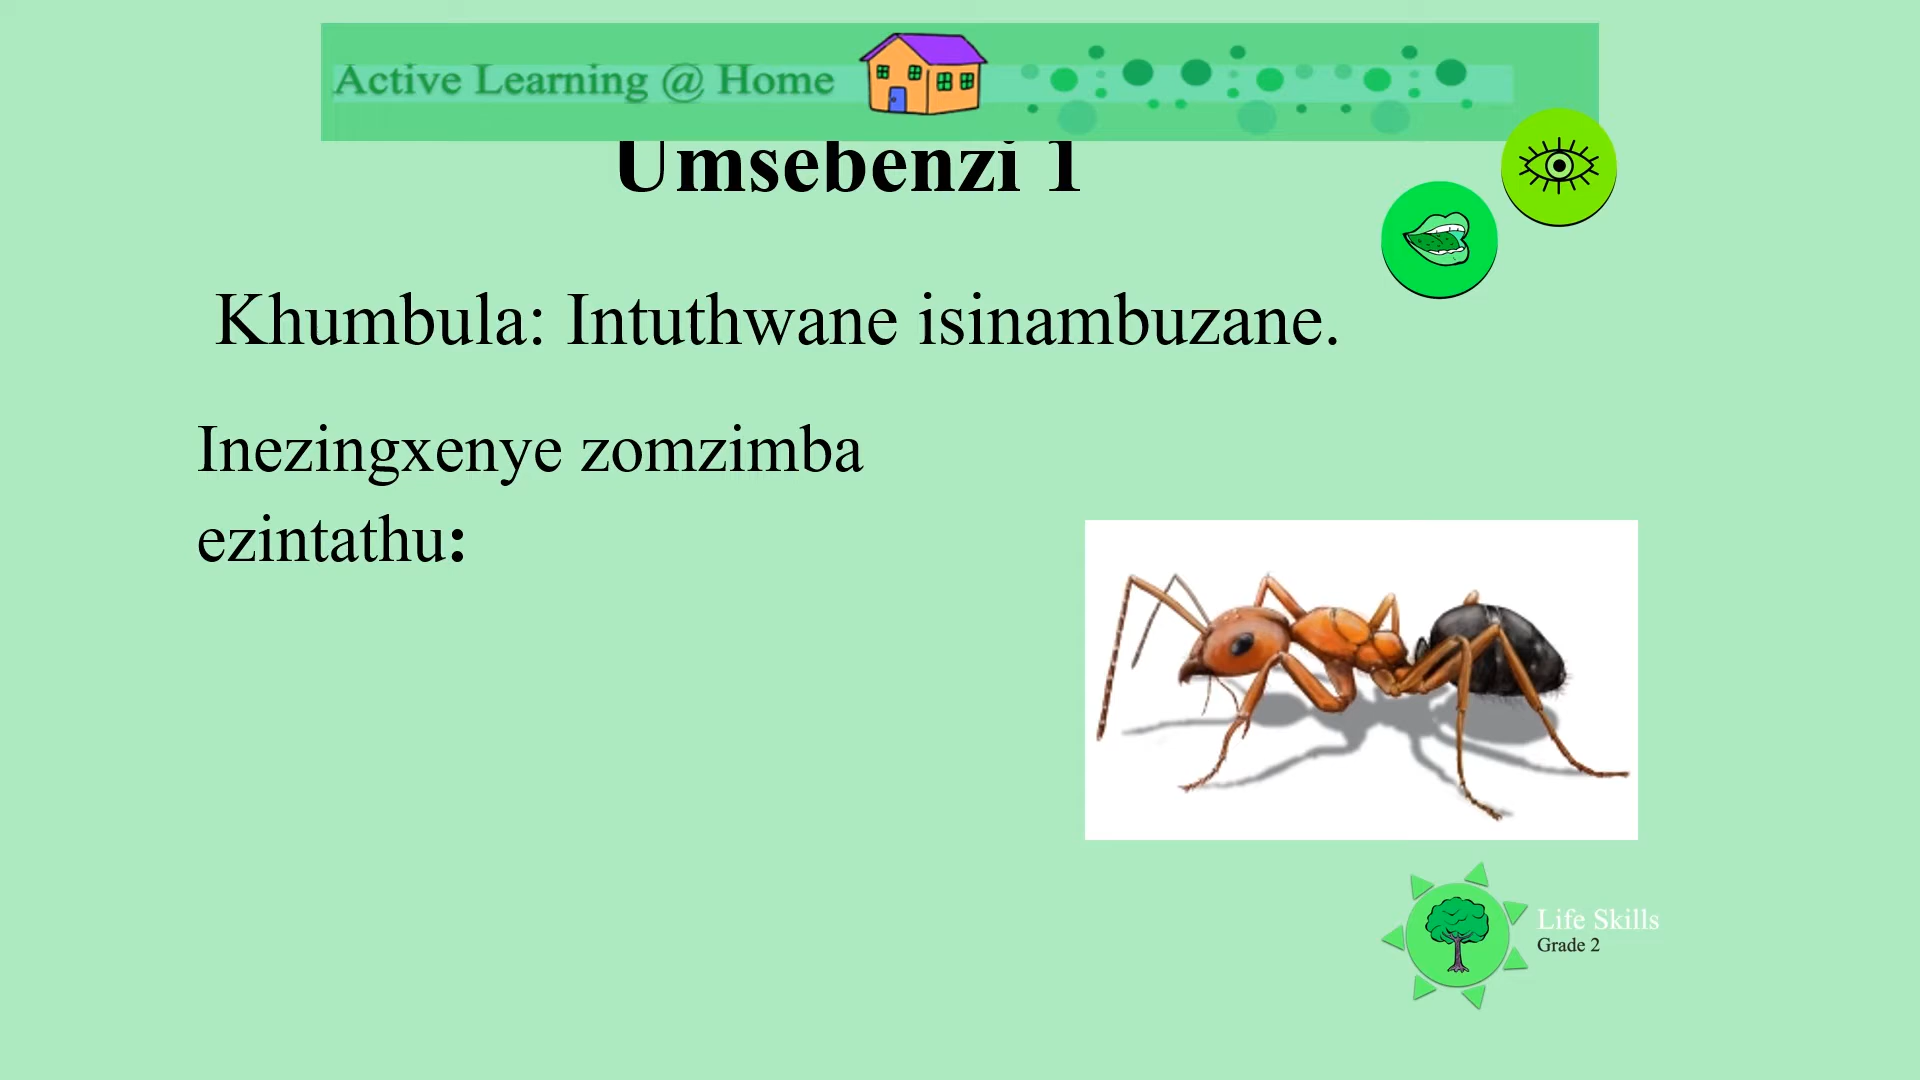 Active Learning @ Home
Umsebenzi 1
Khumbula: Intuthwane isinambuzane.
Inezingxenye zomzimba
ezintathu:
Life Skills
Grade 2